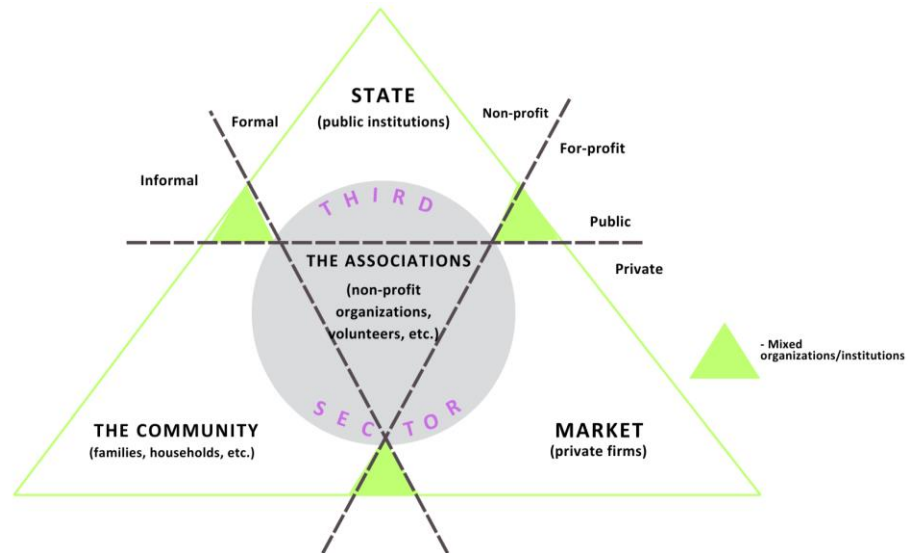 STATE
(public institutions)
Formal
Informal
Non-profit
For-profit
Public
Private
THIRD
THE ASSOCIATIONS
(non-profit
organizations,
volunteers, etc.)
SECTOR
THE COMMUNITY
(families, households, etc.)
MARKET
(private firms)
- Mixed
organizations/institutions